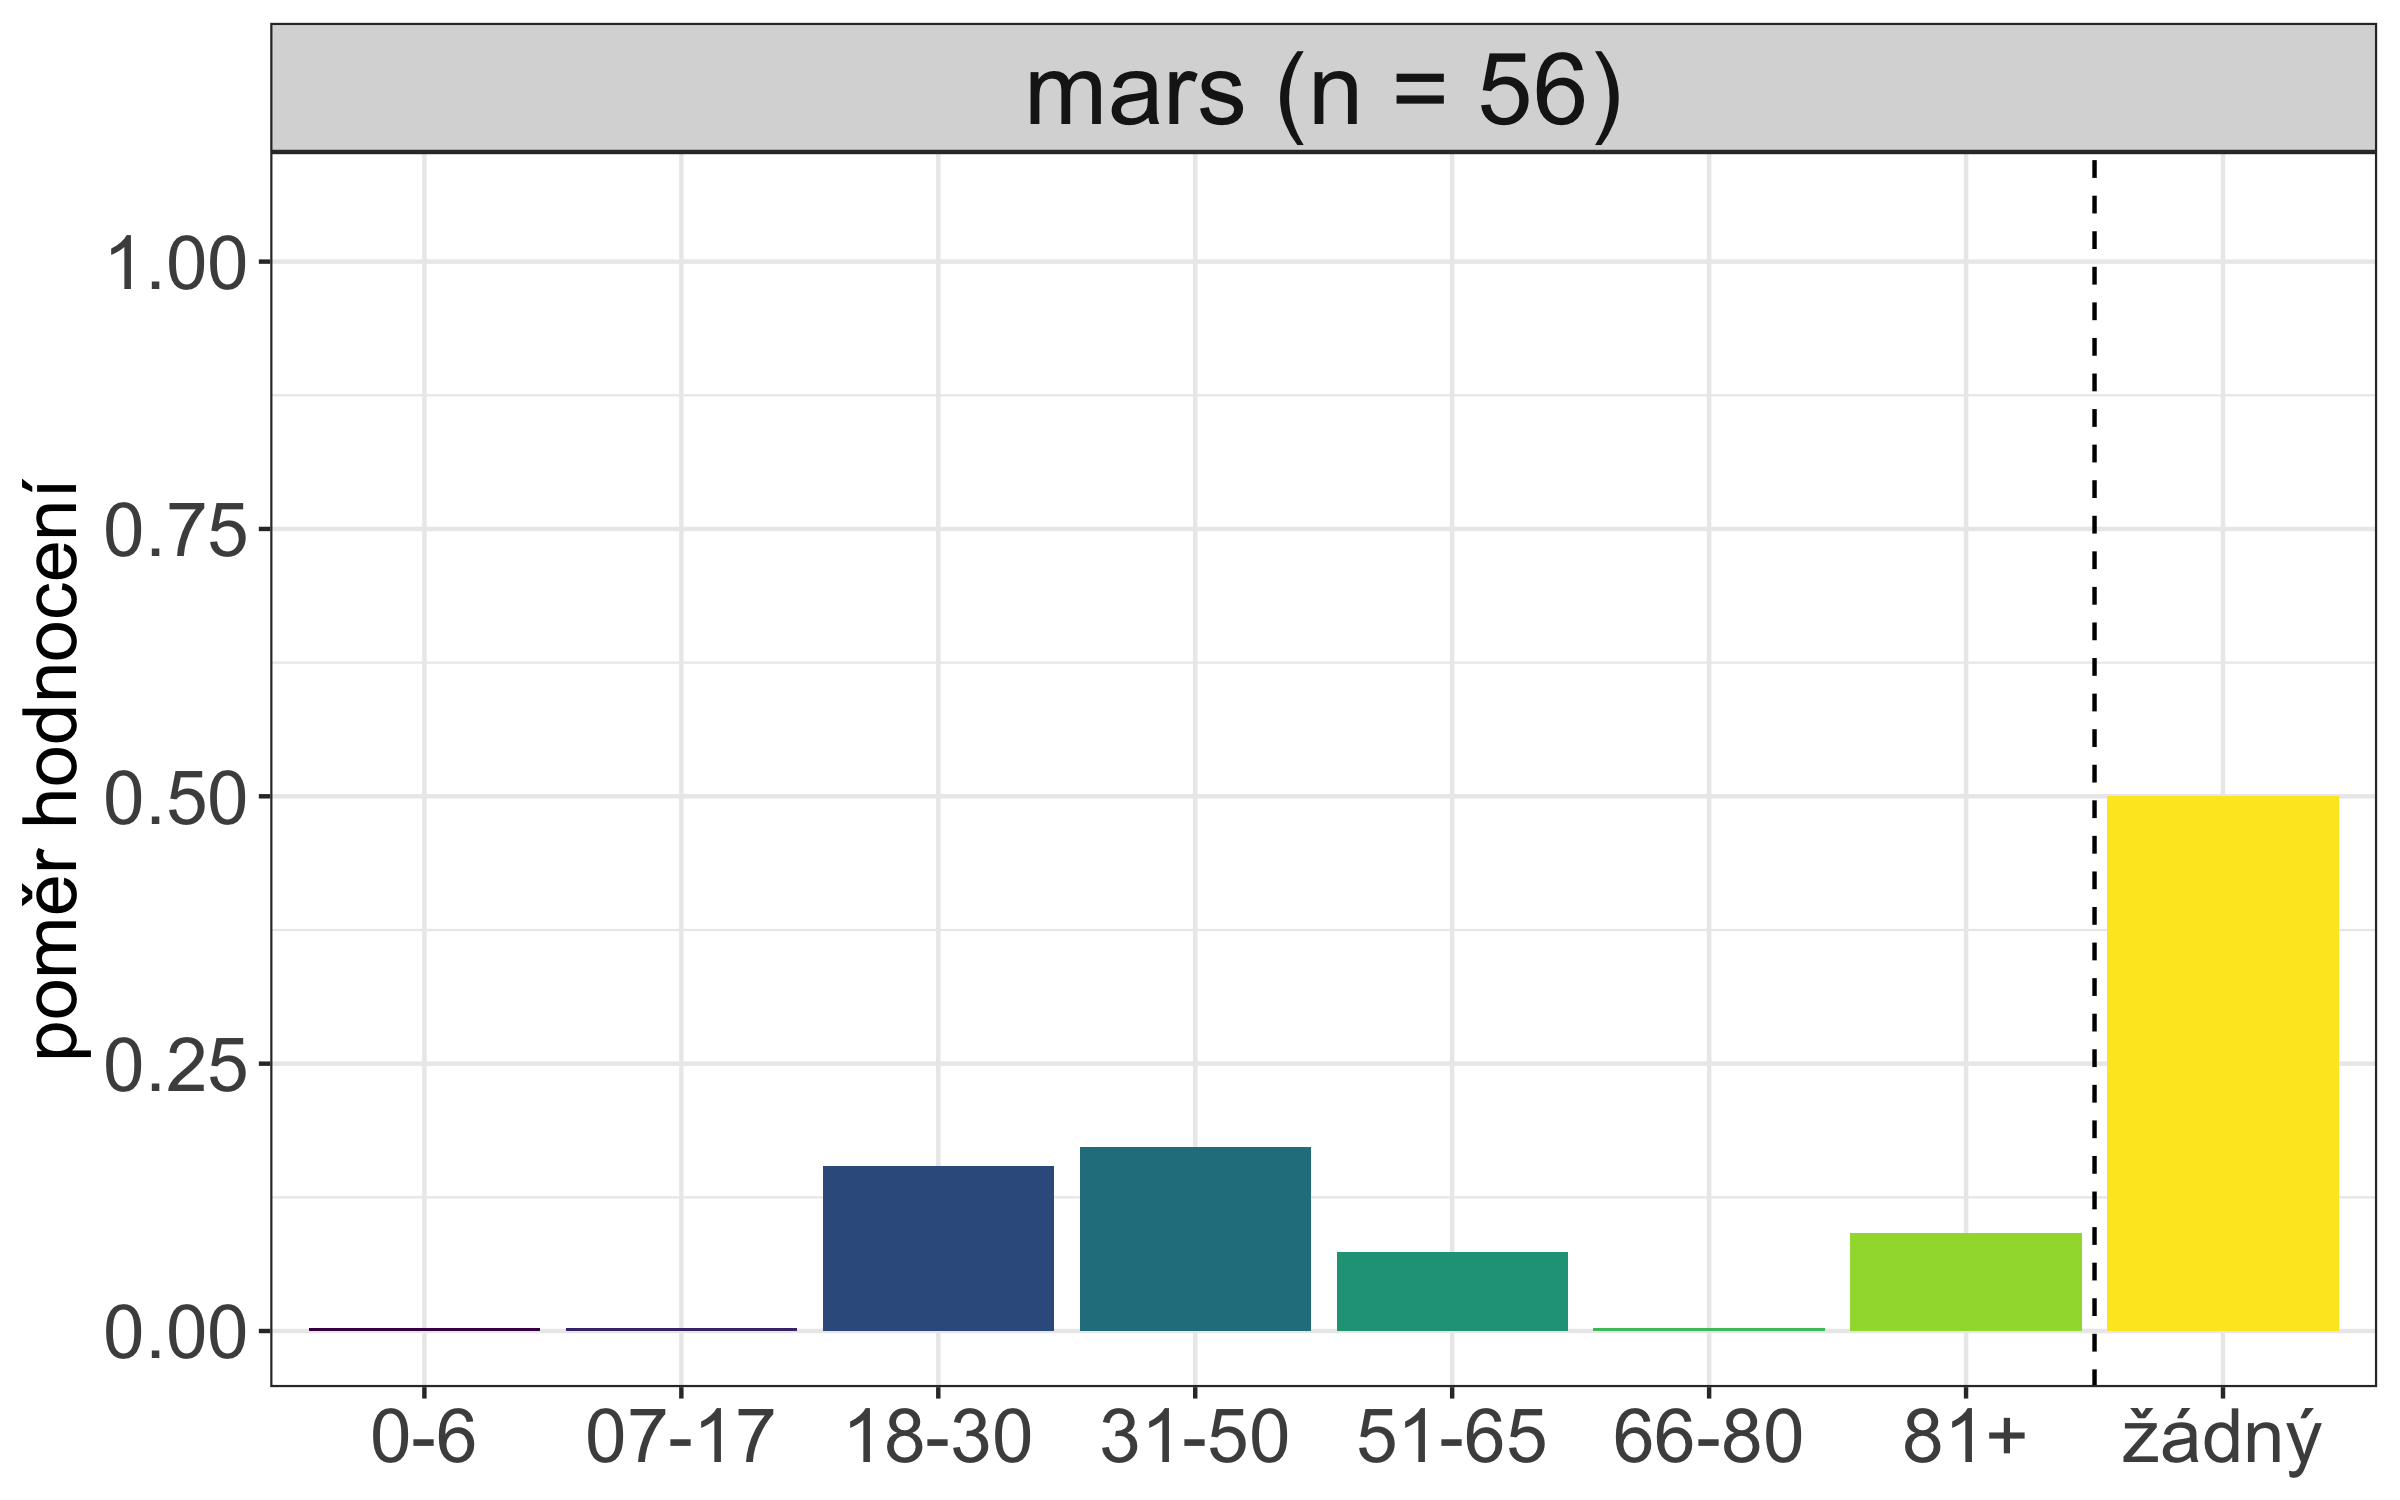 mars (n = 56)
poměr hodnocení
1.00
0.75
0.50
0.25
0.00
0-6 07-17 18-30 31-50 51-65 66-80 81+ žádný